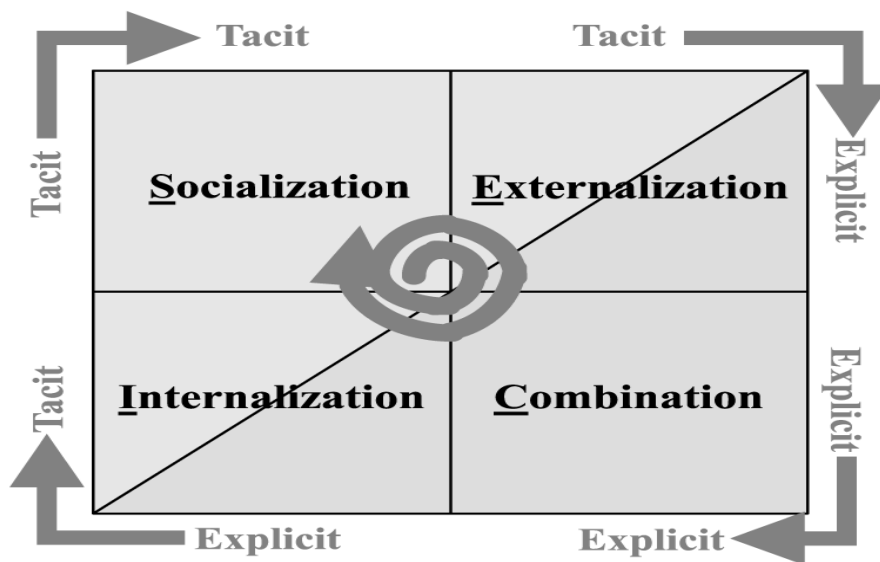 Tacit
Tacit
Tacit
Explicit
Socialization
Externalization
Internalization
Combination
Tacit
Explicit
Explicit
Explicit